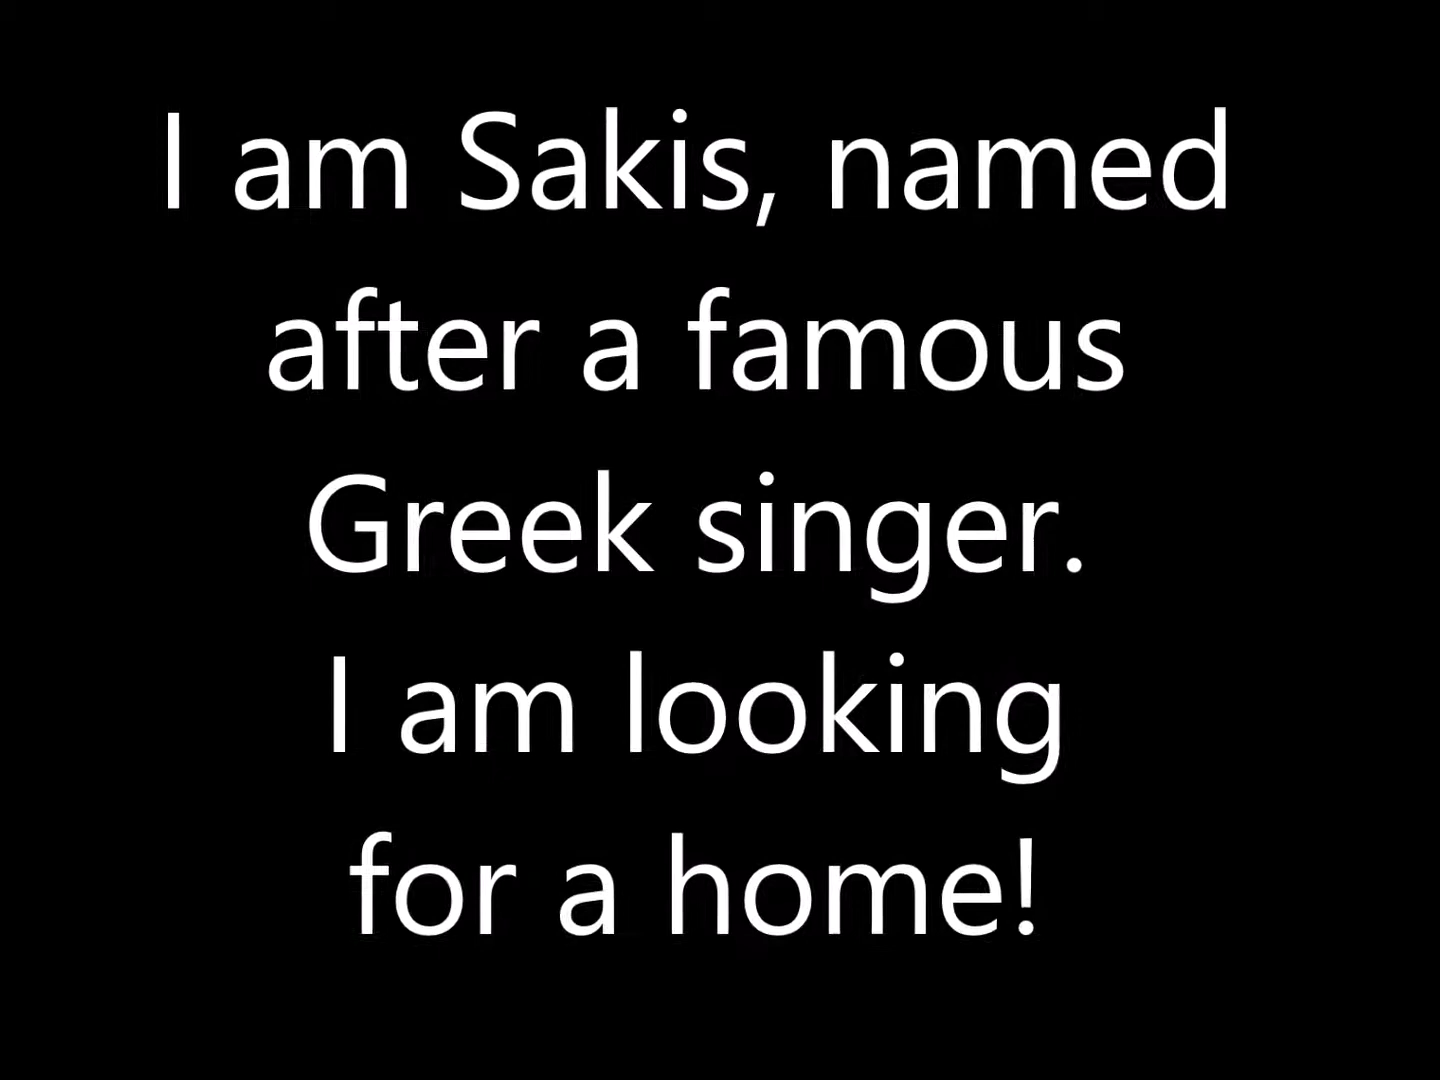 I am Sakis, named
after a famous
Greek singer.
I am looking
for a home!